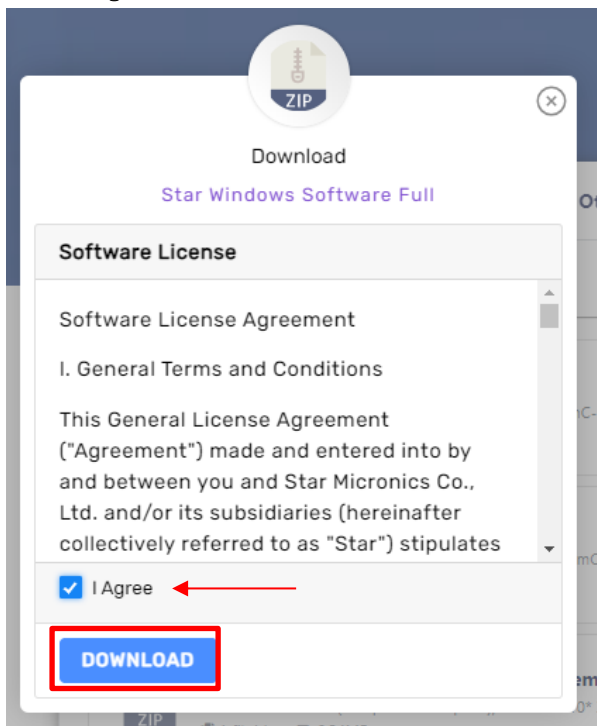 ZIP
Download
Star Windows Software Full
Software License
Software License Agreement
I. General Terms and Conditions
This General License Agreement
("Agreement") made and entered into by
and between you and Star Micronics Co.,
Ltd. and/or its subsidiaries (hereinafter
collectively referred to as "Star") stipulates
I Agree
DOWNLOAD
ZIP